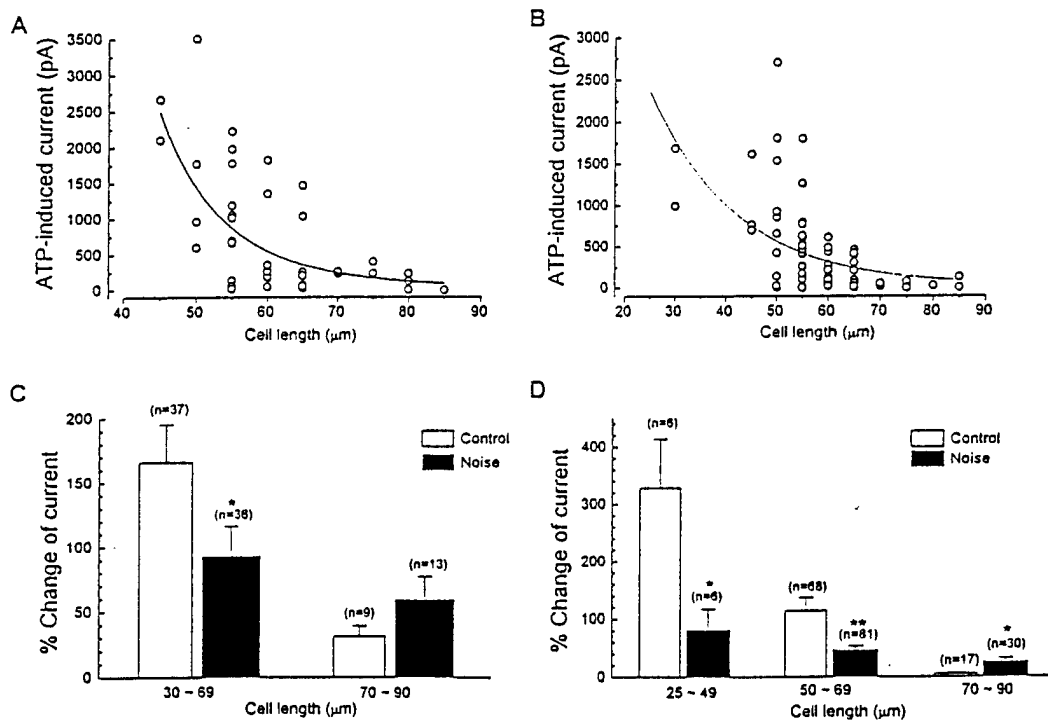 A
ATP-induced current (pA)
3500
3000
2500
2000
1500
1000
500
0
40 50 60 70 80 90
Cell length (µm)
B
ATP-induced current (pA)
3000
2500
2000
1500
1000
500
0
20 30 40 50 60 70 80 90
Cell length (µm)
C
% Change of current
200
150
100
50
0
(n=37)
*
(n=36)
(n=9)
(n=13)
Control
Noise
30 ~ 69 70 ~ 90
Cell length (µm)
D
% Change of current
400
300
200
100
0
(n=6)
*
(n=6)
(n=68)
**
(n=81)
(n=17)
*
(n=30)
Control
Noise
25 ~ 49 50 ~ 69 70 ~ 90
Cell length (µm)